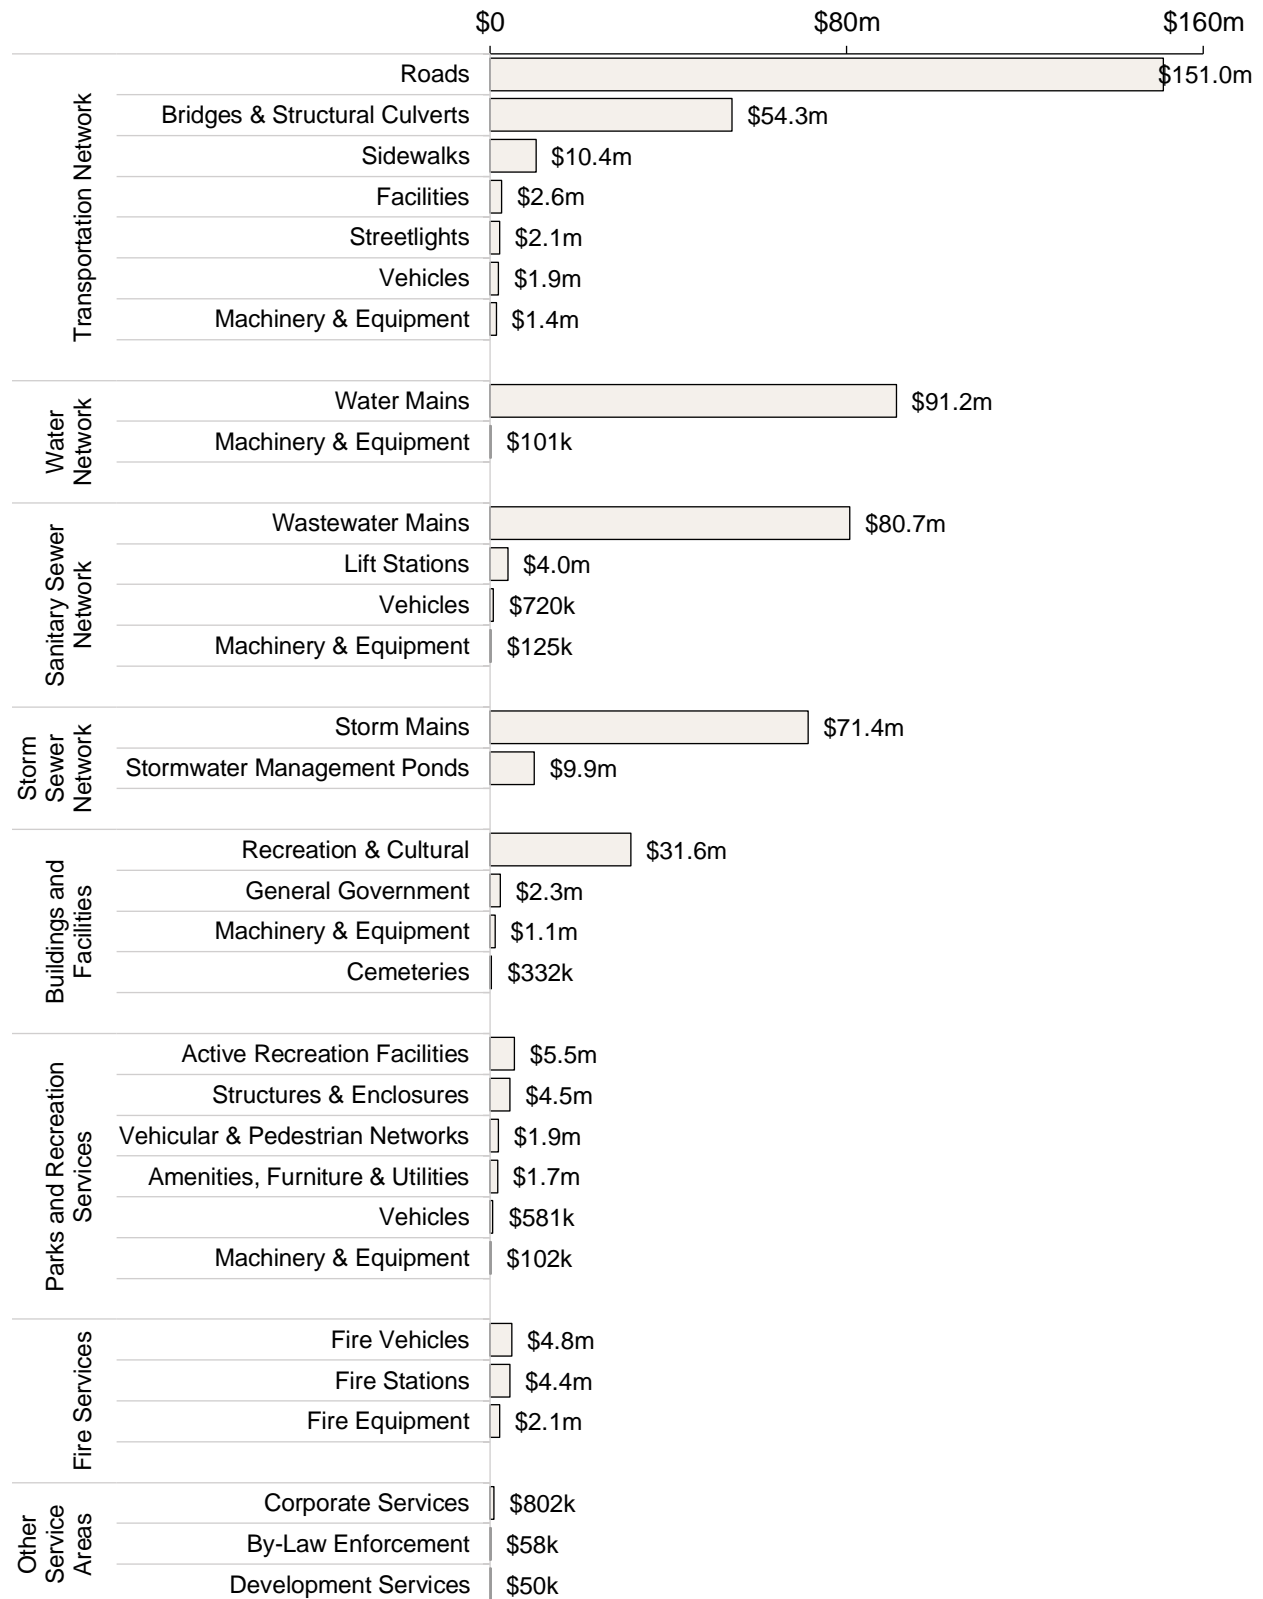 $0 $80m $160m
Transportation Network
Roads $151.0m
Bridges & Structural Culverts $54.3m
Sidewalks $10.4m
Facilities $2.6m
Streetlights $2.1m
Vehicles $1.9m
Machinery & Equipment $1.4m
Water
Network
Water Mains $91.2m
Machinery & Equipment $101k
Sanitary Sewer
Network
Wastewater Mains $80.7m
Lift Stations $4.0m
Vehicles $720k
Machinery & Equipment $125k
Storm
Sewer
Network
Storm Mains $71.4m
Stormwater Management Ponds $9.9m
Buildings and
Facilities
Recreation & Cultural $31.6m
General Government $2.3m
Machinery & Equipment $1.1m
Cemeteries $332k
Parks and Recreation
Services
Active Recreation Facilities $5.5m
Structures & Enclosures $4.5m
Vehicular & Pedestrian Networks $1.9m
Amenities, Furniture & Utilities $1.7m
Vehicles $581k
Machinery & Equipment $102k
Fire Services
Fire Vehicles $4.8m
Fire Stations $4.4m
Fire Equipment $2.1m
Other
Service
Areas
Corporate Services $802k
By-Law Enforcement $58k
Development Services $50k